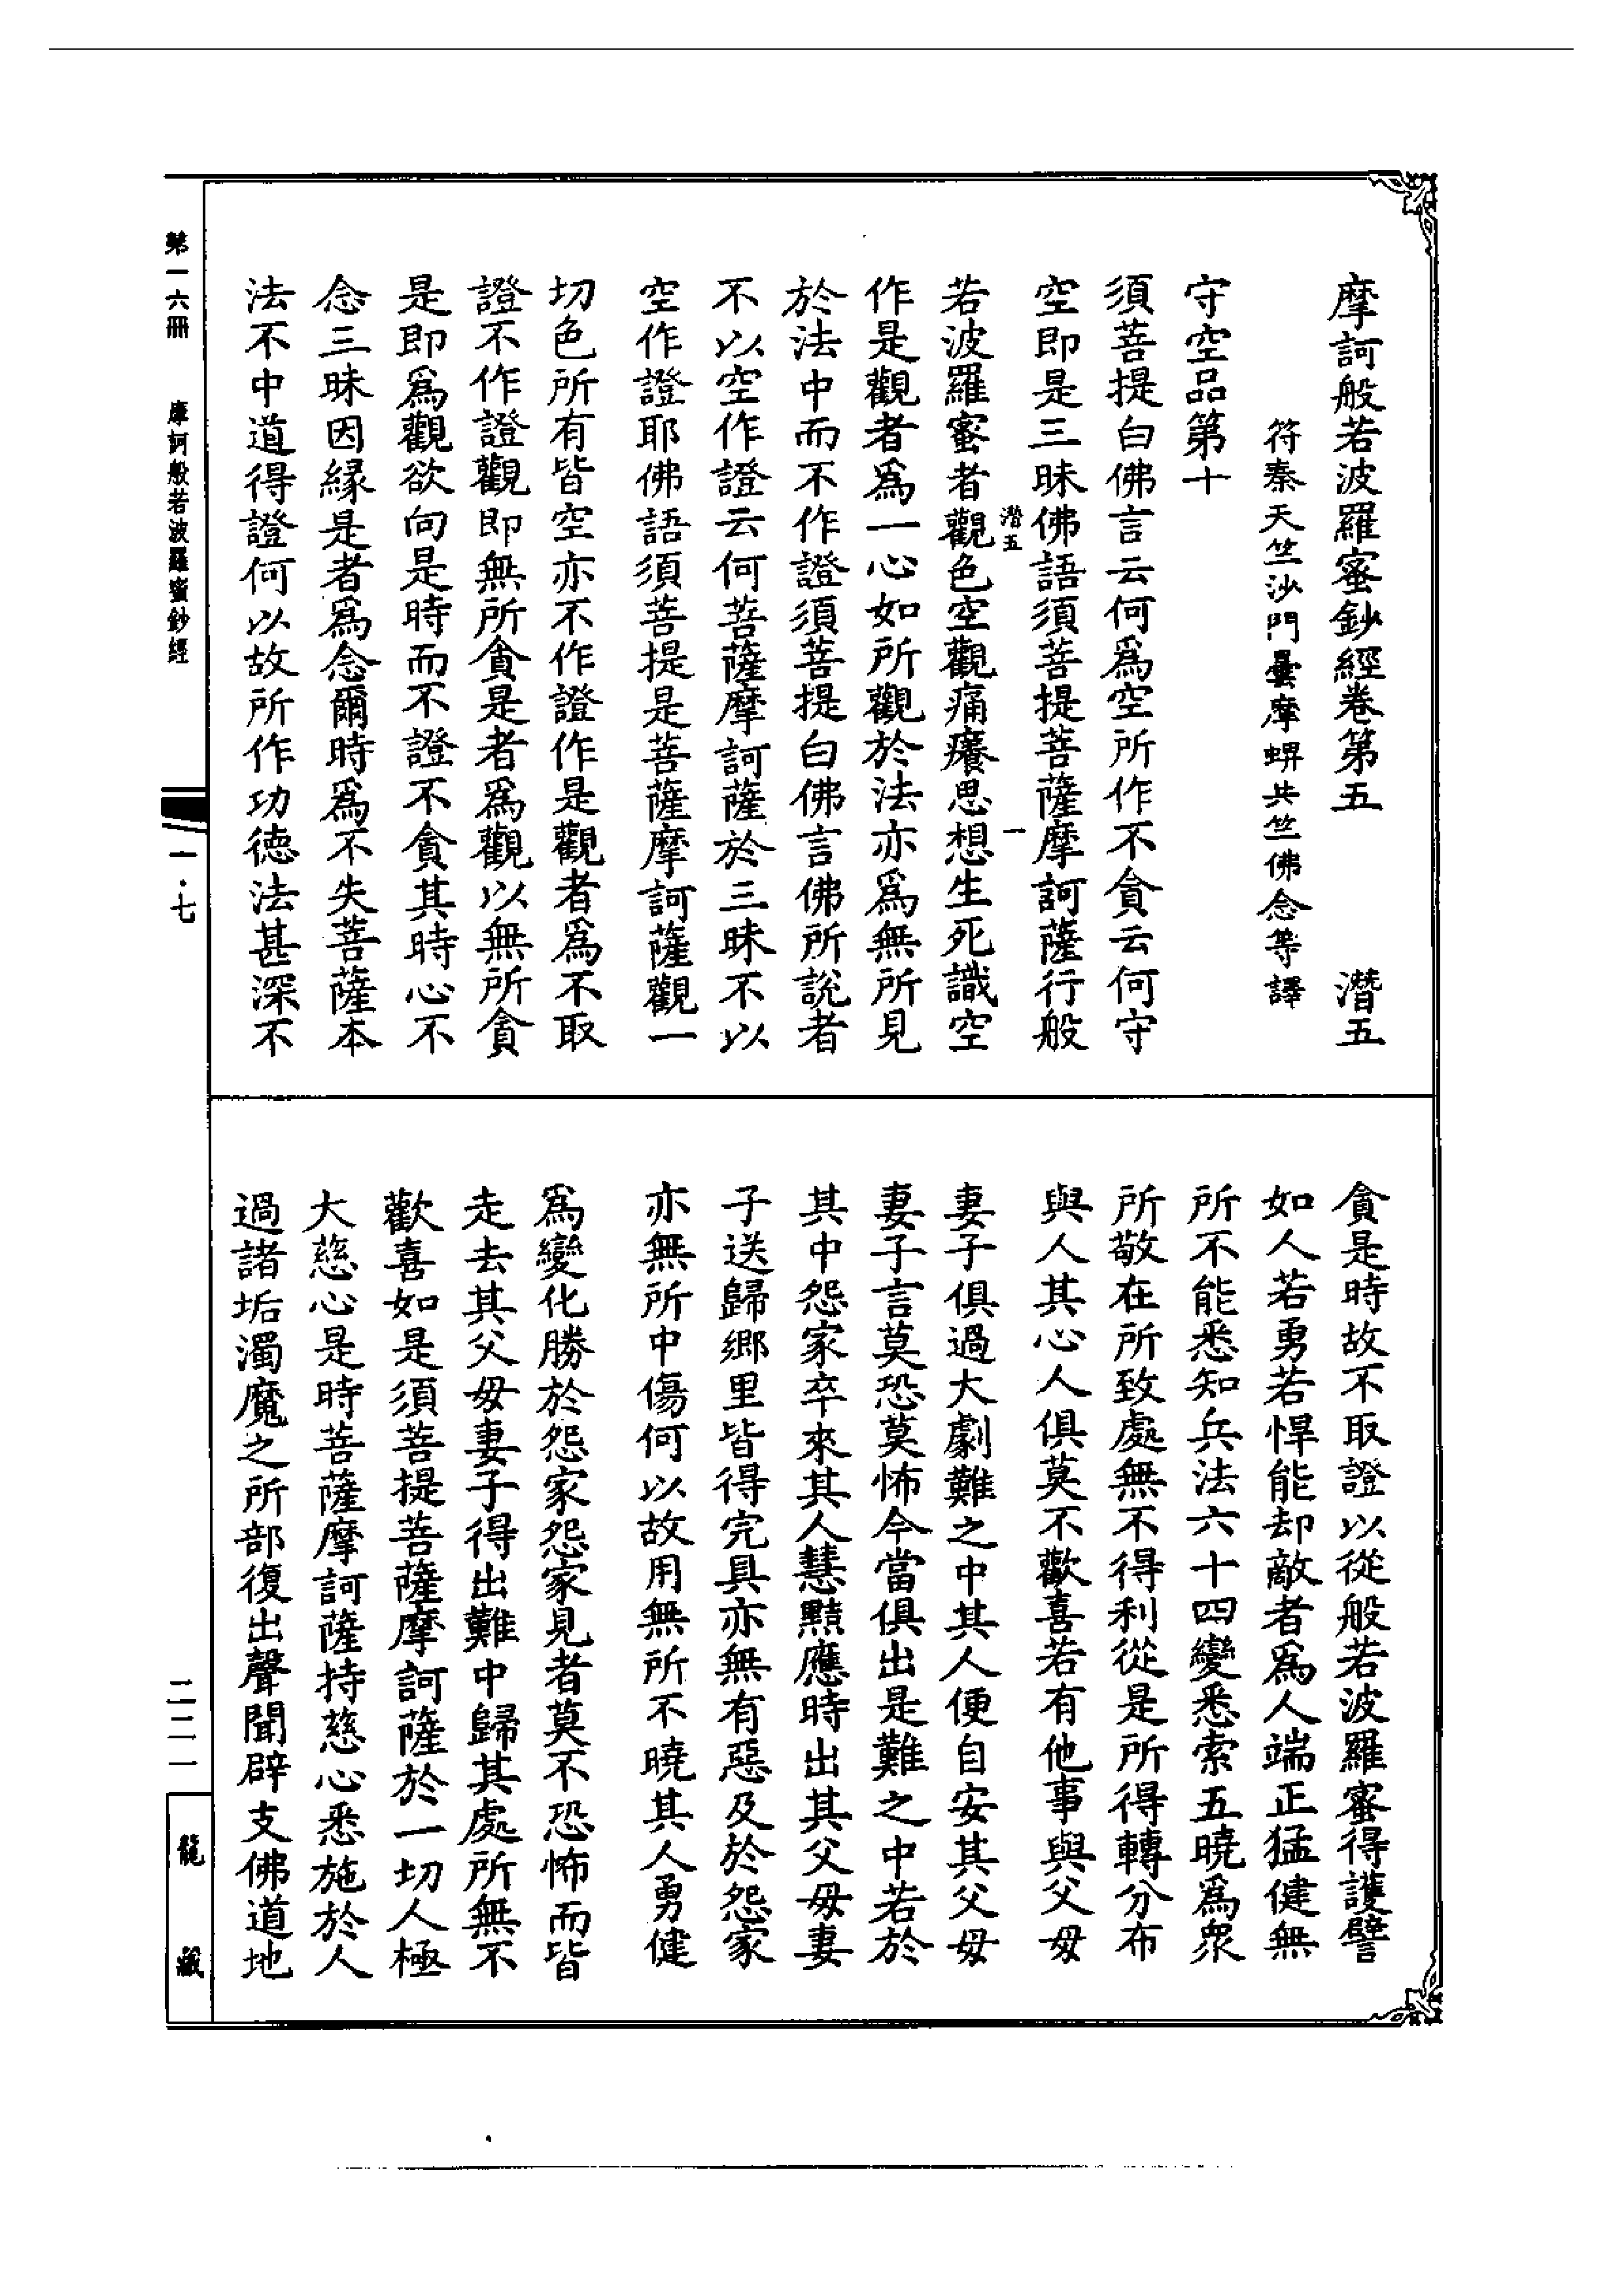 摩訶般若波羅蜜鈔經卷第五　潛五
符秦天竺沙門曇摩蜱共竺佛念等譯
守空品第十
須菩提白佛言云何爲空所作不貪云何守
空即是三昧佛語須菩提菩薩摩訶薩行般
潛五　一
若波羅蜜者觀色空觀痛癢思想生死識空
作是觀者爲一心如所觀於法亦爲無所見
於法中而不作證須菩提白佛言佛所說者
不以空作證云何菩薩摩訶薩於三昧不以
空作證耶佛語須菩提是菩薩摩訶薩觀一
切色所有皆空亦不作證作是觀者爲不取
證不作證觀即無所貪是者爲觀以無所貪
是即爲觀欲向是時而不證不貪其時心不
念三昧因緣是者爲念爾時爲不失菩薩本
法不中道得證何以故所作功德法甚深不
貪是時故不取證以從般若波羅蜜得護譬
如人若勇若悍能却敵者爲人端正猛健無
所不能悉知兵法六十四變悉索五曉爲衆
所敬在所致處無不得利從是所得轉分布
與人其心人俱莫不歡喜若有他事與父母
妻子俱過大劇難之中其人便自安其父母
妻子言莫恐莫怖今當俱出是難之中若於
其中怨家卒來其人慧黠應時出其父母妻
子送歸鄉里皆得完具亦無有惡及於怨家
亦無所中傷何以故用無所不曉其人勇健
爲變化勝於怨家怨家見者莫不恐怖而皆
走去其父母妻子得出難中歸其處所無不
歡喜如是須菩提菩薩摩訶薩於一切人極
大慈心是時菩薩摩訶薩持慈心悉施於人
過諸垢濁魔之所部復出聲聞辟支佛道地
第一六冊　摩訶般若波羅蜜鈔經
一·七
二二一
龍藏